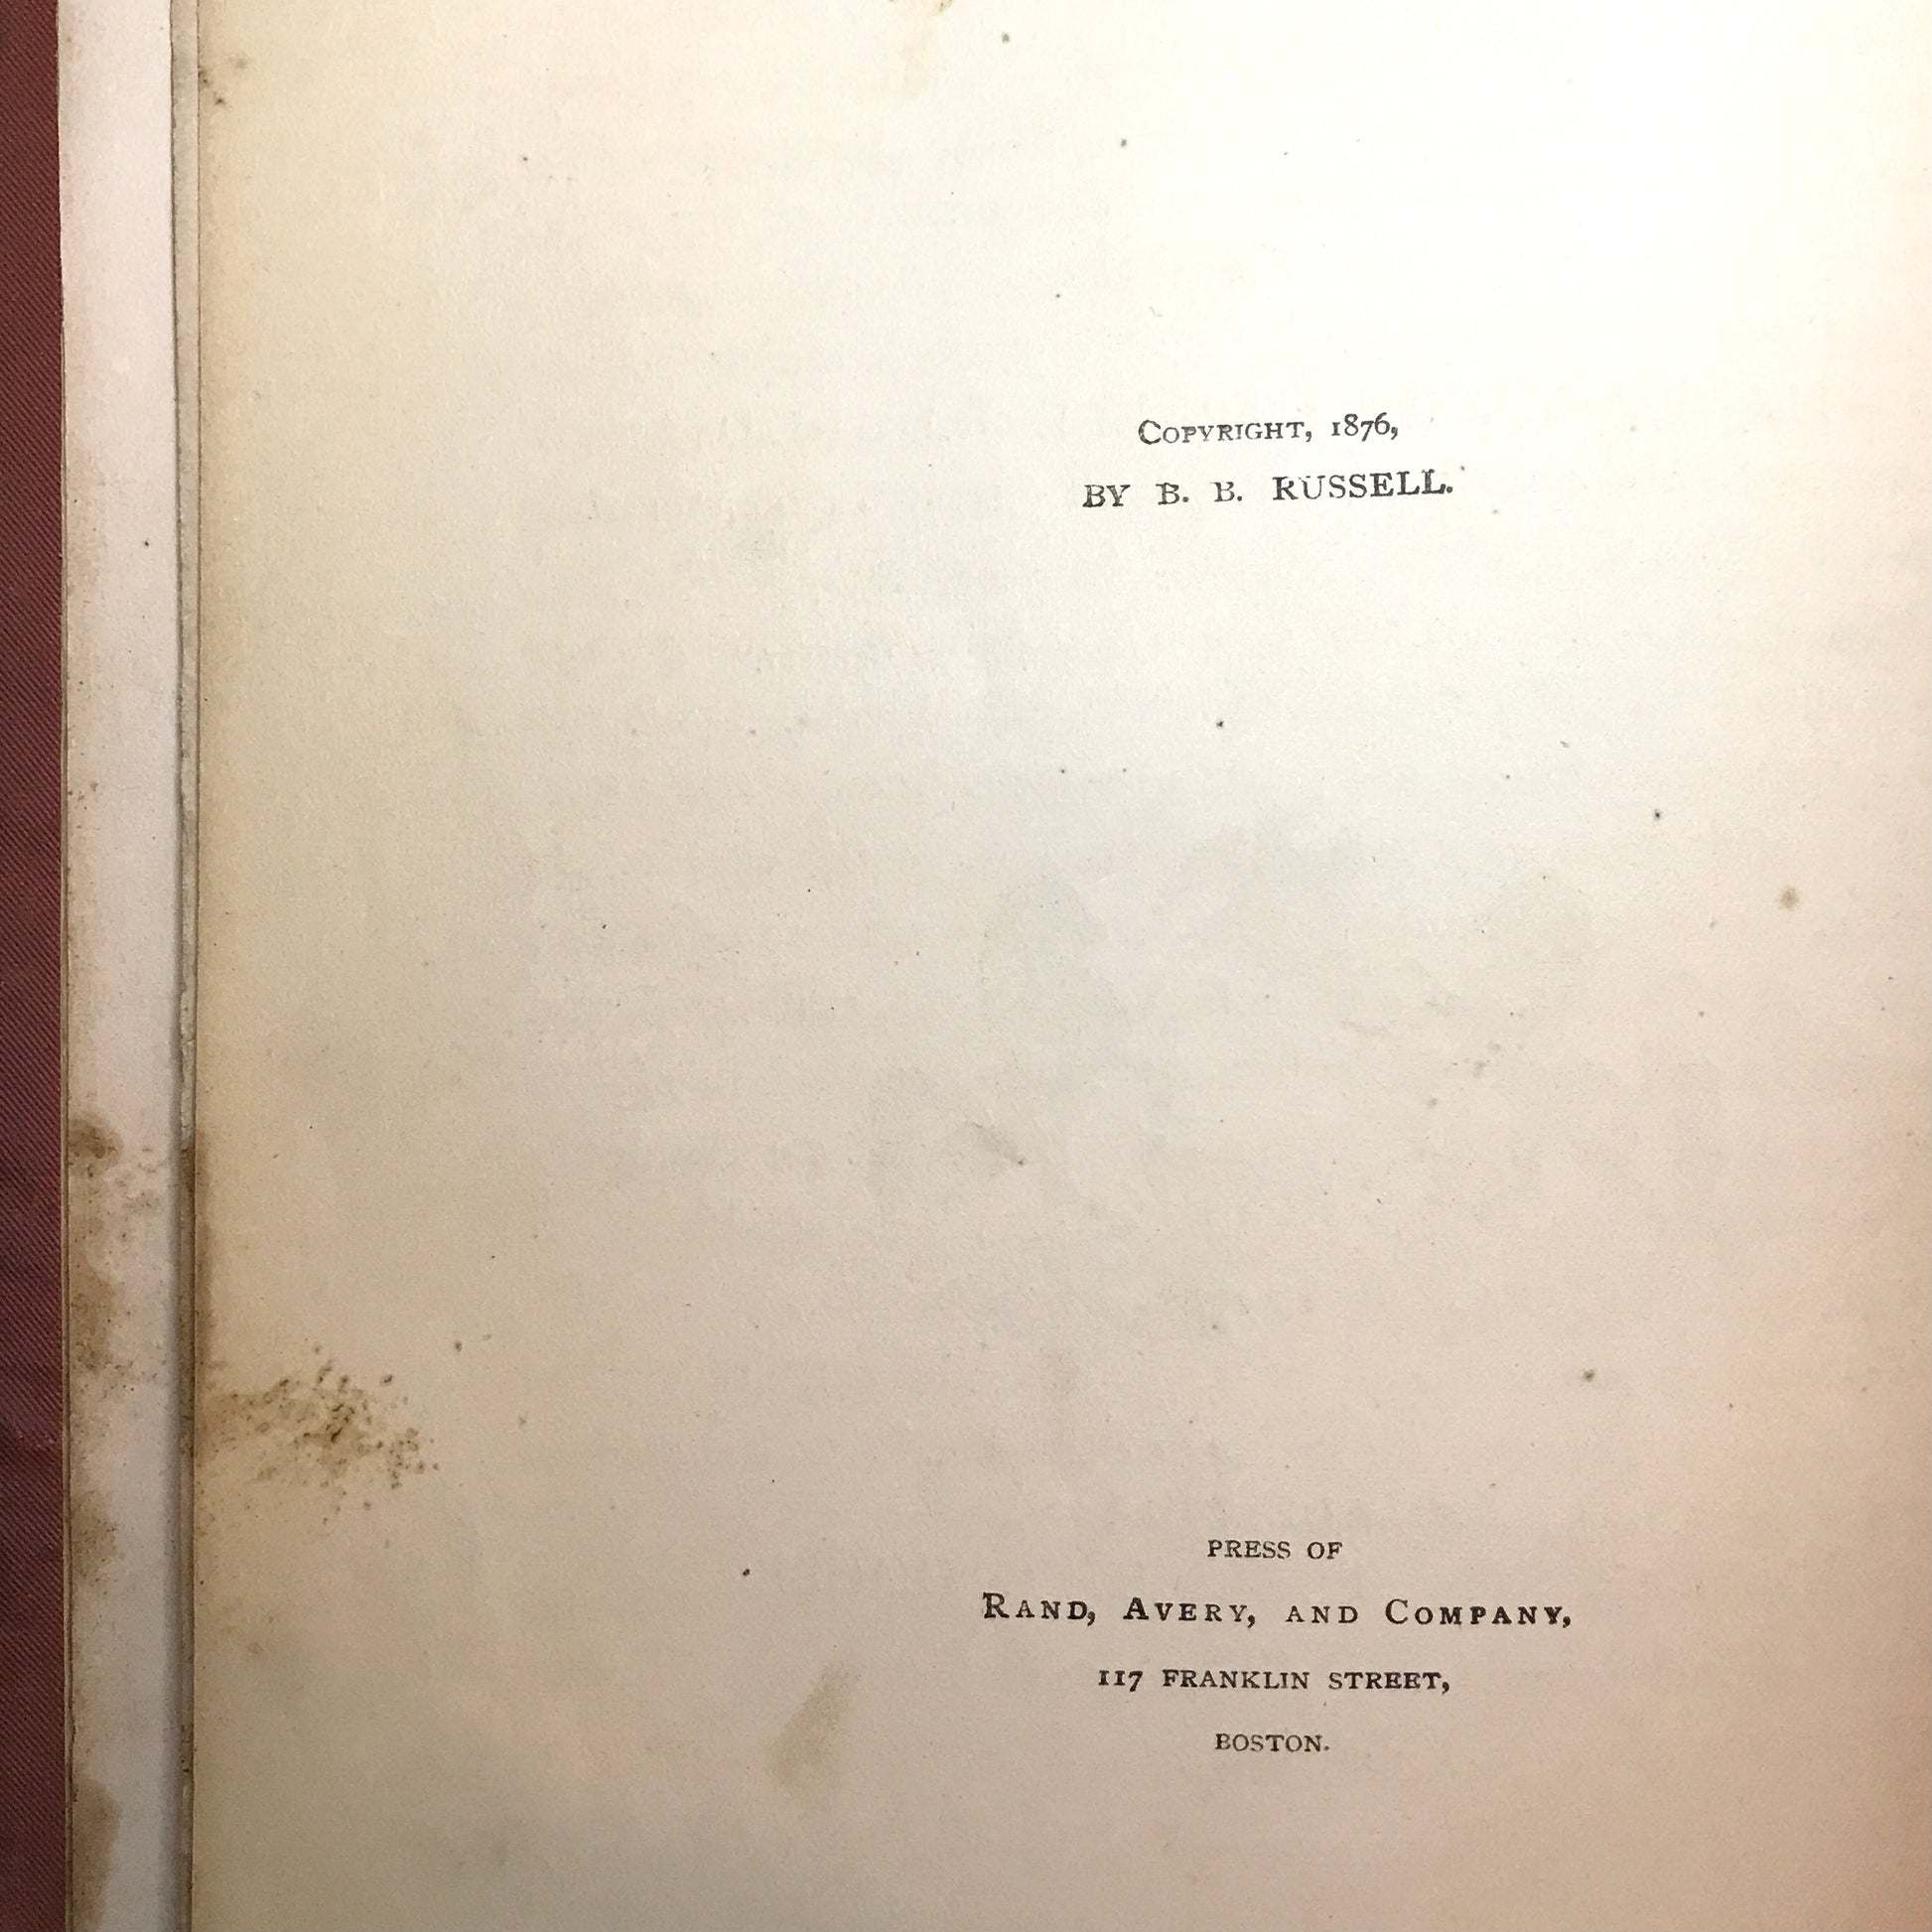 COPYRIGHT, 1876,
BY B. B. RUSSELL.
PRESS OF
RAND, AVERY, AND COMPANY,
117 FRANKLIN STREET,
BOSTON.